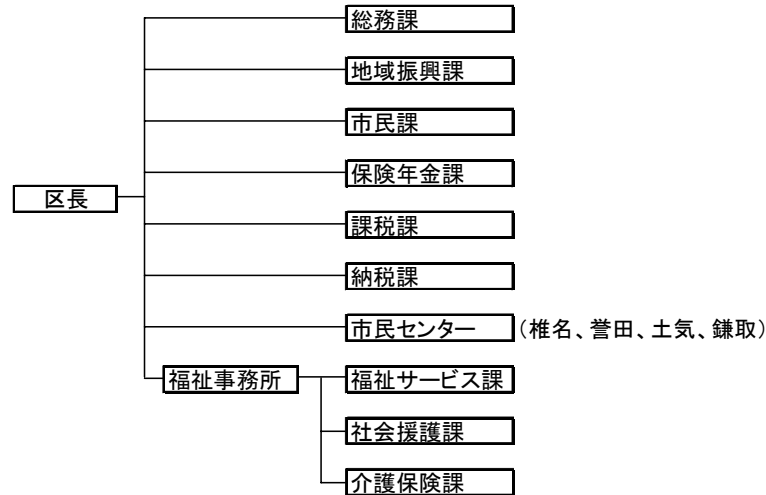 総務課
地域振興課
市民課
保険年金課
区長
課税課
納税課
市民センター (椎名、誉田、土気、鎌取)
福祉事務所 福祉サービス課
社会援護課
介護保険課